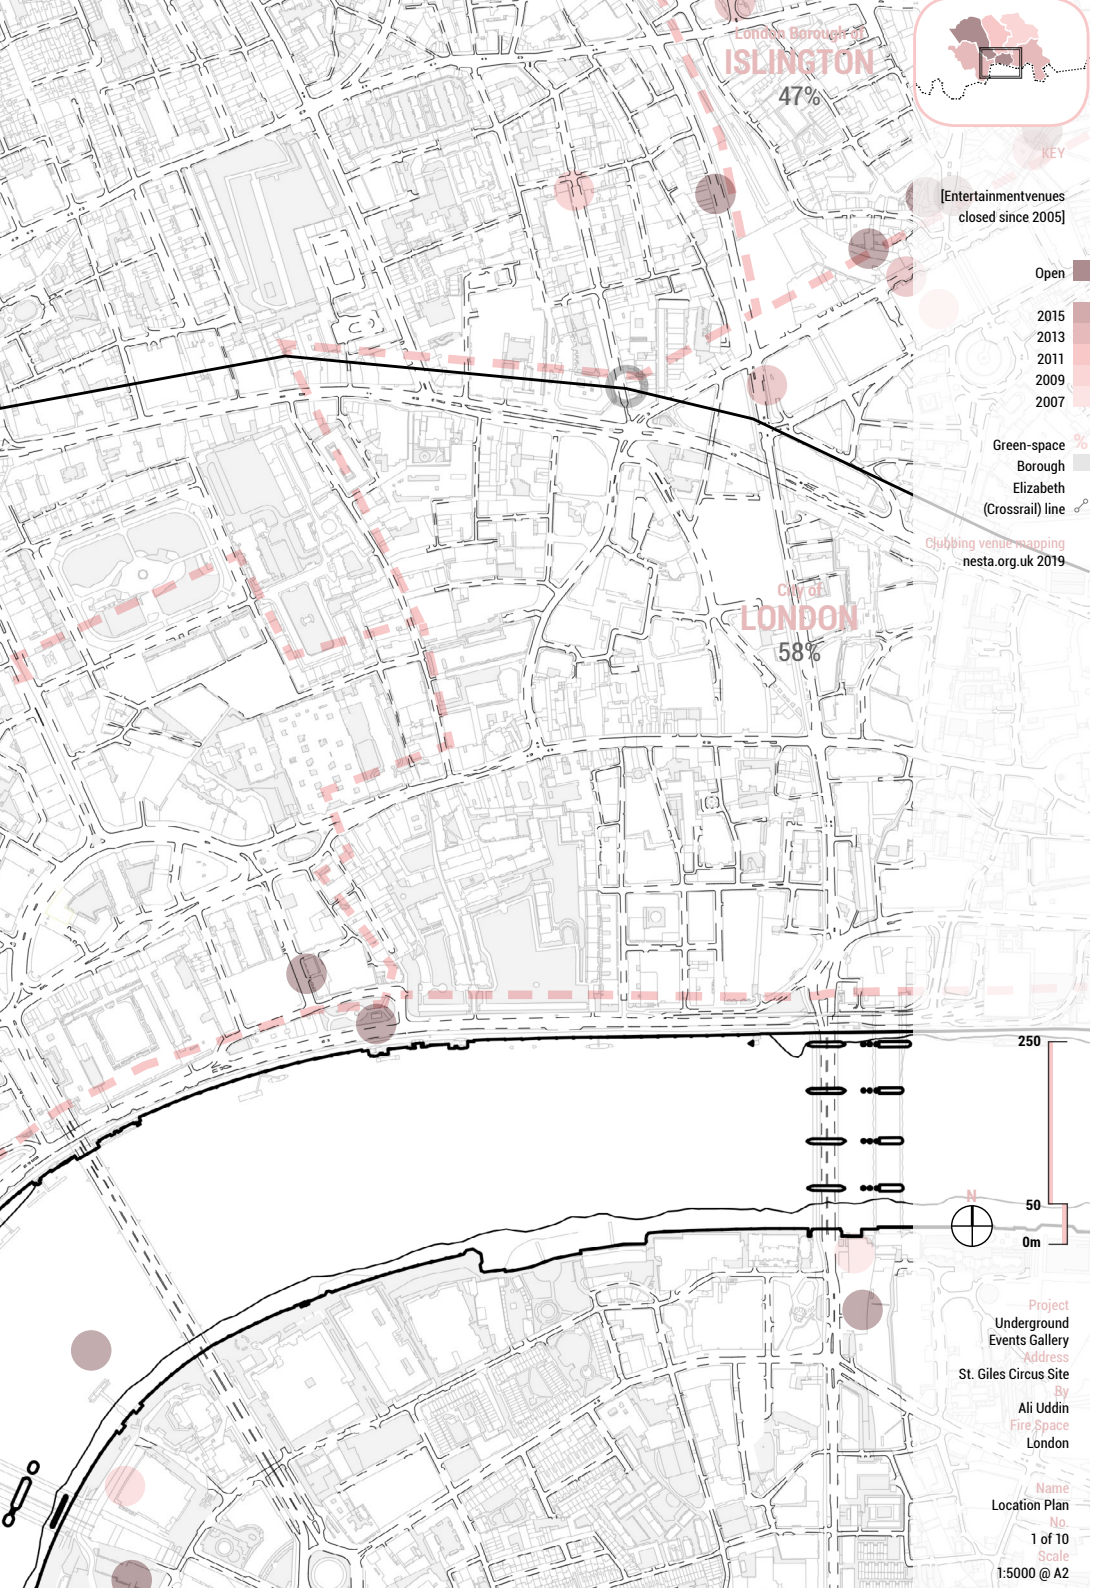 London Borough of
ISLINGTON
47%
KEY
[Entertainmentvenues
closed since 2005]
Open
2015
2013
2011
2009
2007
Green-space
%
Borough
Elizabeth
(Crossrail) line
Clubbing venue mapping
nesta.org.uk 2019
City of
LONDON
58%
250
50
0m
N
Project
Underground
Events Gallery
Address
St. Giles Circus Site
By
Ali Uddin
Fire Space
London
Name
Location Plan
No.
1 of 10
Scale
1:5000 @ A2